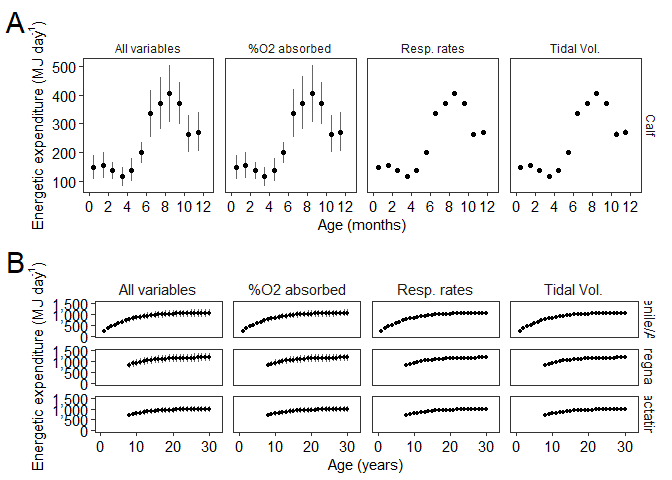 A
All variables %O2 absorbed Resp. rates Tidal Vol.
Energetic expenditure (MJ day-1)
500
400
300
200
100
Calf
0 2 4 6 8 10 12 0 2 4 6 8 10 12 0 2 4 6 8 10 12 0 2 4 6 8 10 12
Age (months)
B
All variables %O2 absorbed Resp. rates Tidal Vol.
Energetic expenditure (MJ day-1)
1,500
1,000
500
0
enile/A
1,500
1,000
500
0
regna
1,500
1,000
500
0
actatin
0 10 20 30 0 10 20 30 0 10 20 30 0 10 20 30
Age (years)